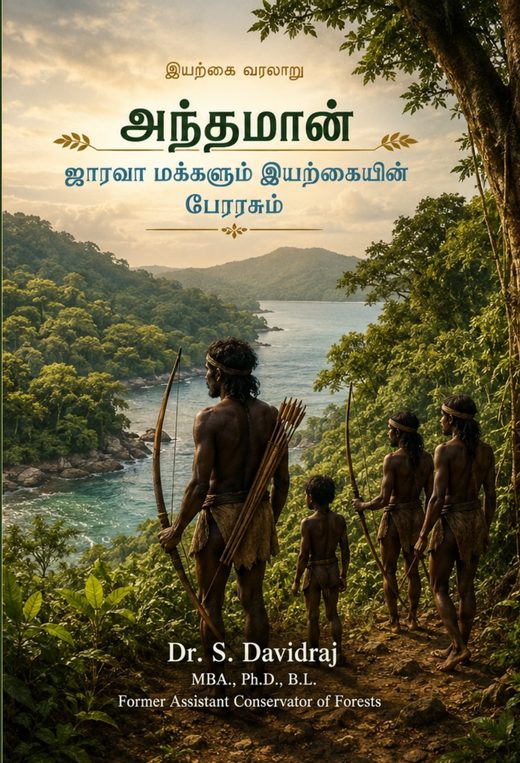 இயற்கை வரலாறு
அந்தமான்
ஜாரவா மக்களும் இயற்கையின்
பேரரசும்
Dr. S. Davidraj
MBA., Ph.D., B.L.
Former Assistant Conservator of Forests